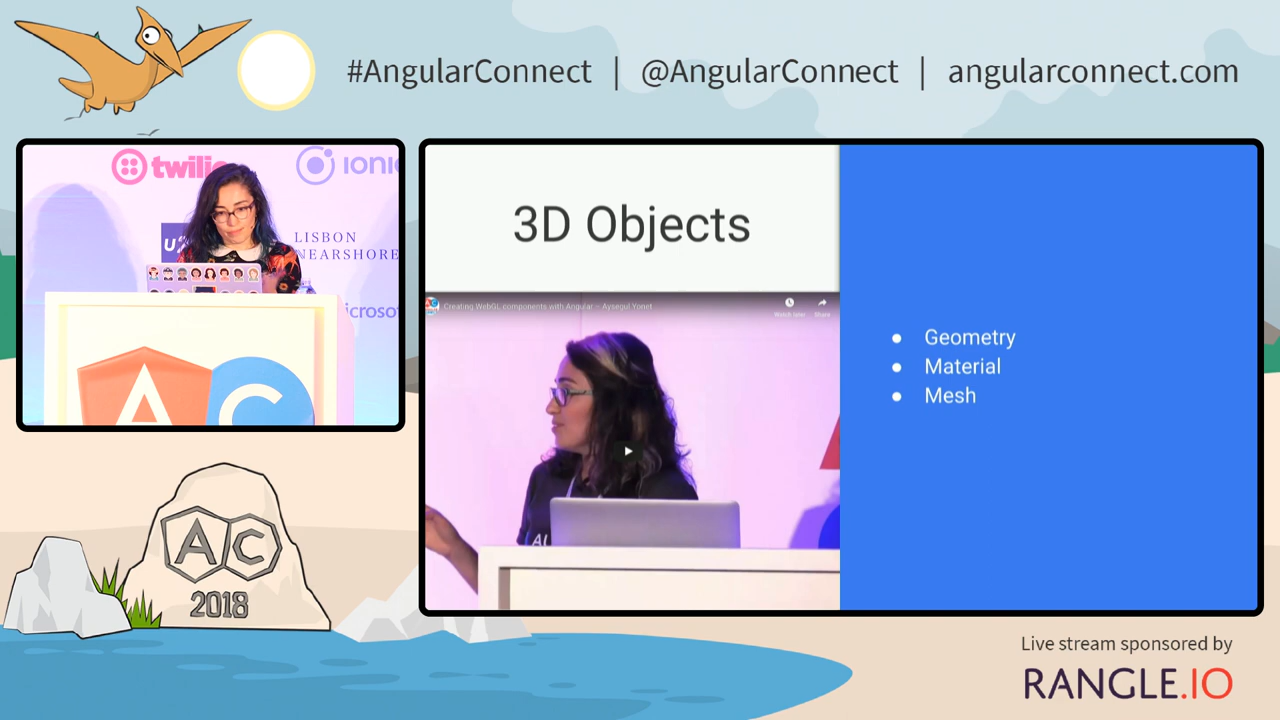 #AngularConnect | @AngularConnect | angularconnect.com
twilio
ionic
LISBON
NEARSHORE
icrosof
A C
3D Objects
Creating WebGL components with Angular – Aysegul Yonet
Watch later
Share
Geometry
Material
Mesh
AC
2018
Live stream sponsored by
RANGLE.IO